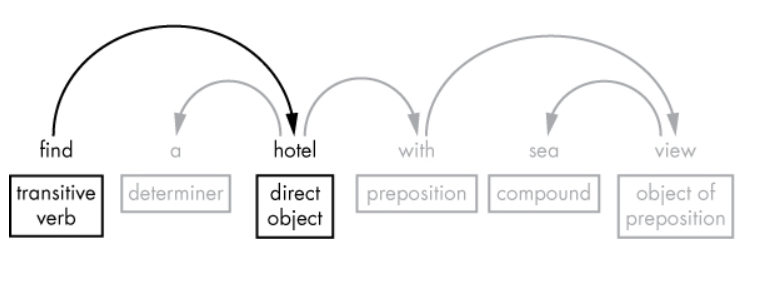 find a hotel with sea view
transitive verb
determiner
direct object
preposition
compound
object of preposition